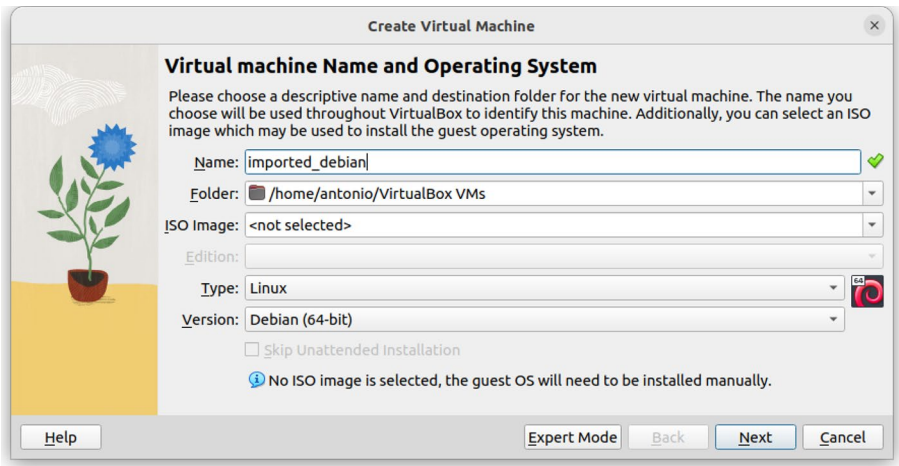 Create Virtual Machine
Virtual machine Name and Operating System
Please choose a descriptive name and destination folder for the new virtual machine. The name you
choose will be used throughout VirtualBox to identify this machine. Additionally, you can select an ISO
image which may be used to install the guest operating system.
Name: imported_debian
Folder: /home/antonio/VirtualBox VMs
ISO Image: <not selected>
Edition:
Type: Linux
64
Version: Debian (64-bit)
Skip Unattended Installation
No ISO image is selected, the guest OS will need to be installed manually.
Help Expert Mode Back Next Cancel